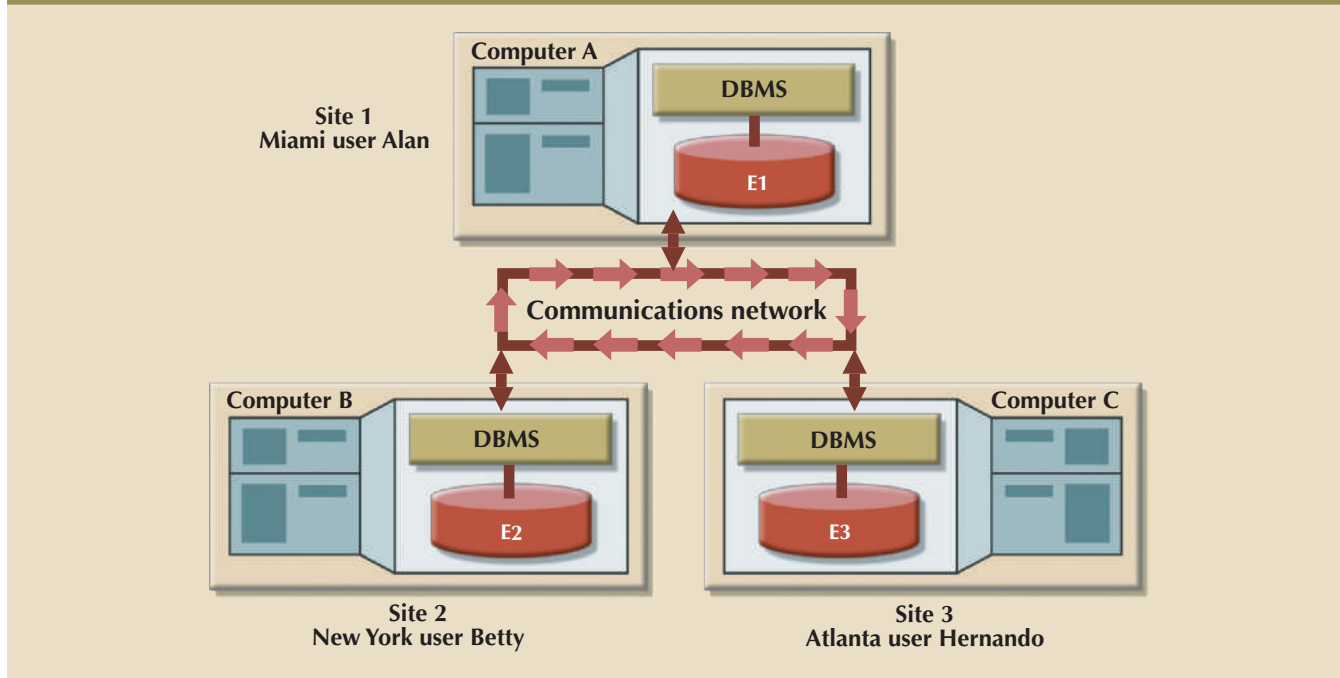 Computer A
DBMS
E1
Site 1
Miami user Alan
Communications network
Computer B
DBMS
E2
Computer C
DBMS
E3
Site 2
New York user Betty
Site 3
Atlanta user Hernando